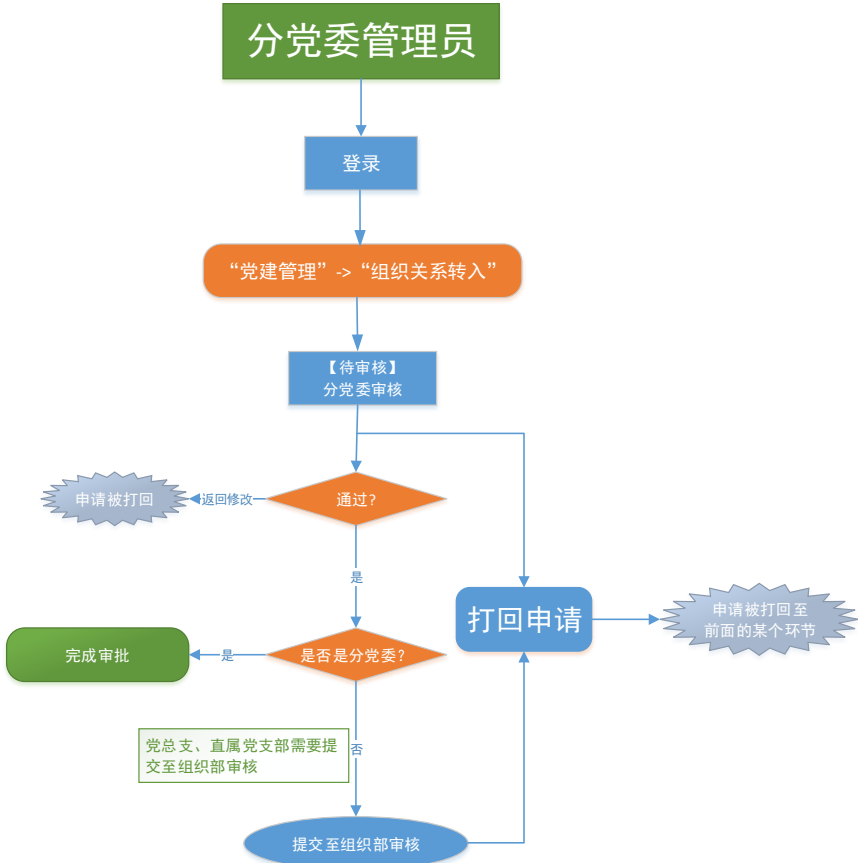 分党委管理员
登录
“党建管理”->“组织关系转入”
【待审核】
分党委审核
通过?
返回修改
申请被打回
是
打回申请
申请被打回至
前面的某个环节
是否是分党委?
是
完成审批
党总支、直属党支部需要提
交至组织部审核
否
提交至组织部审核